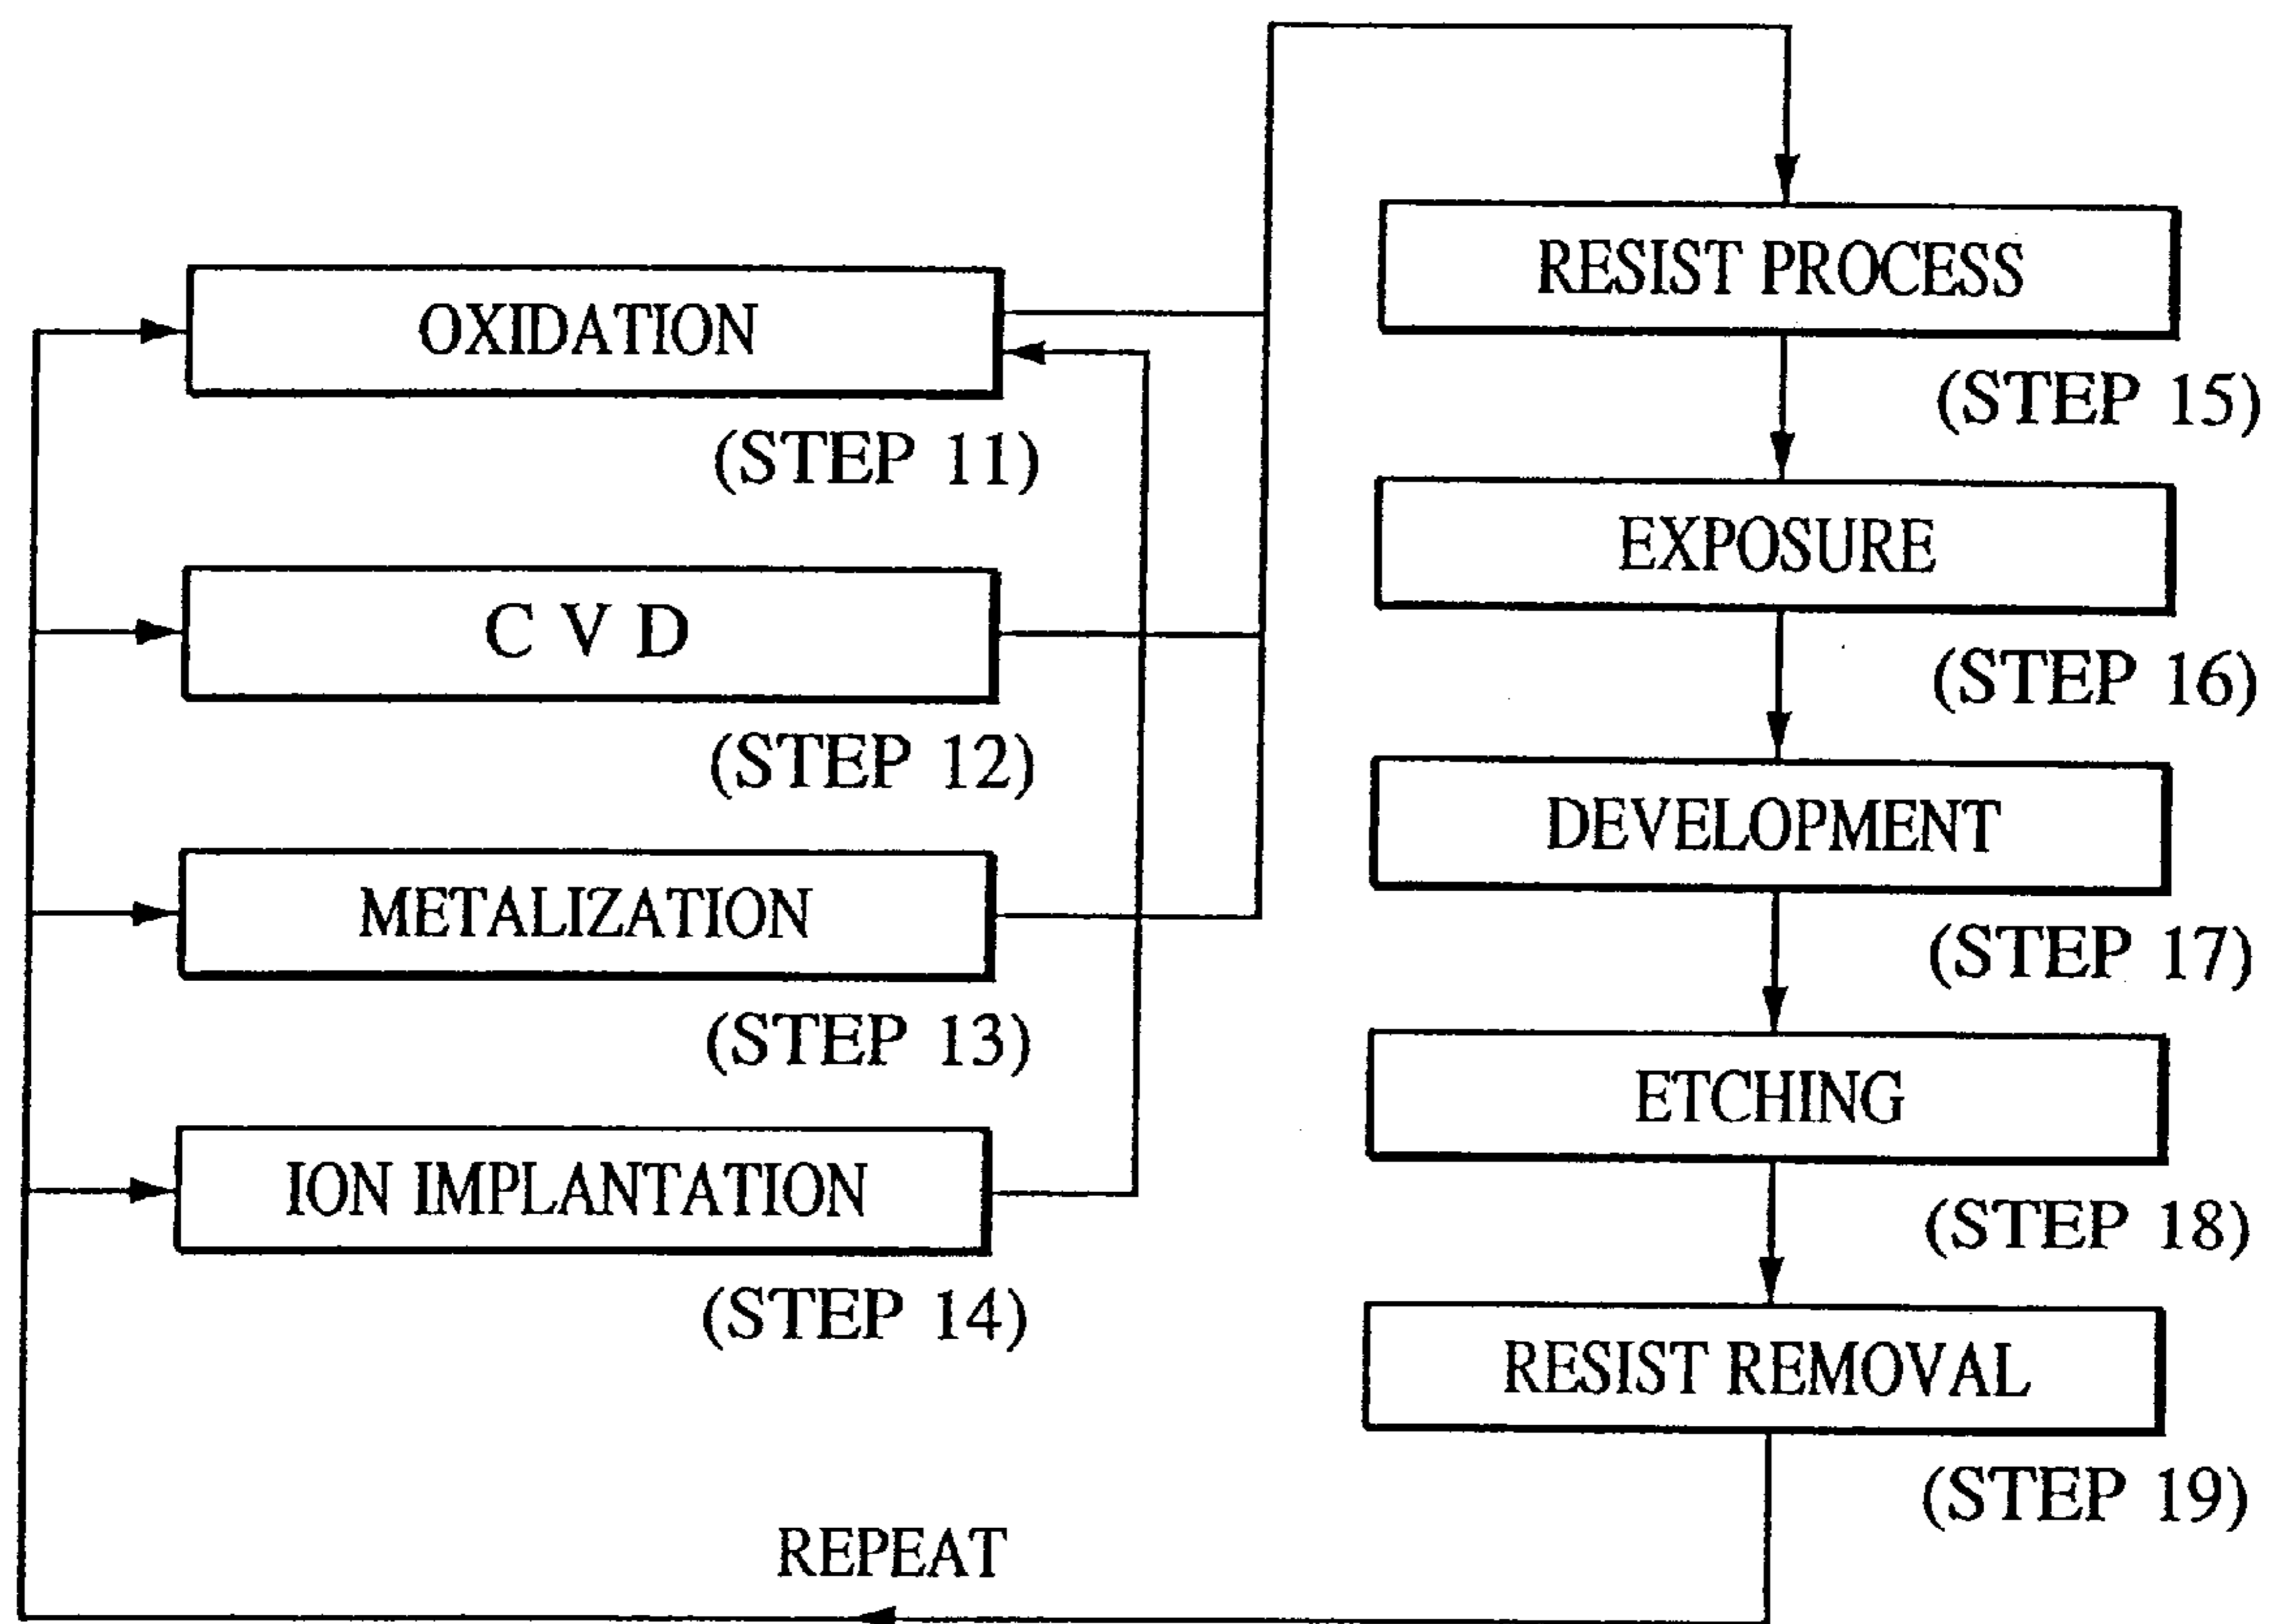 OXIDATION
(STEP 11)
C V D
(STEP 12)
METALIZATION
(STEP 13)
ION IMPLANTATION
(STEP 14)
RESIST PROCESS
(STEP 15)
EXPOSURE
(STEP 16)
DEVELOPMENT
(STEP 17)
ETCHING
(STEP 18)
RESIST REMOVAL
(STEP 19)
REPEAT